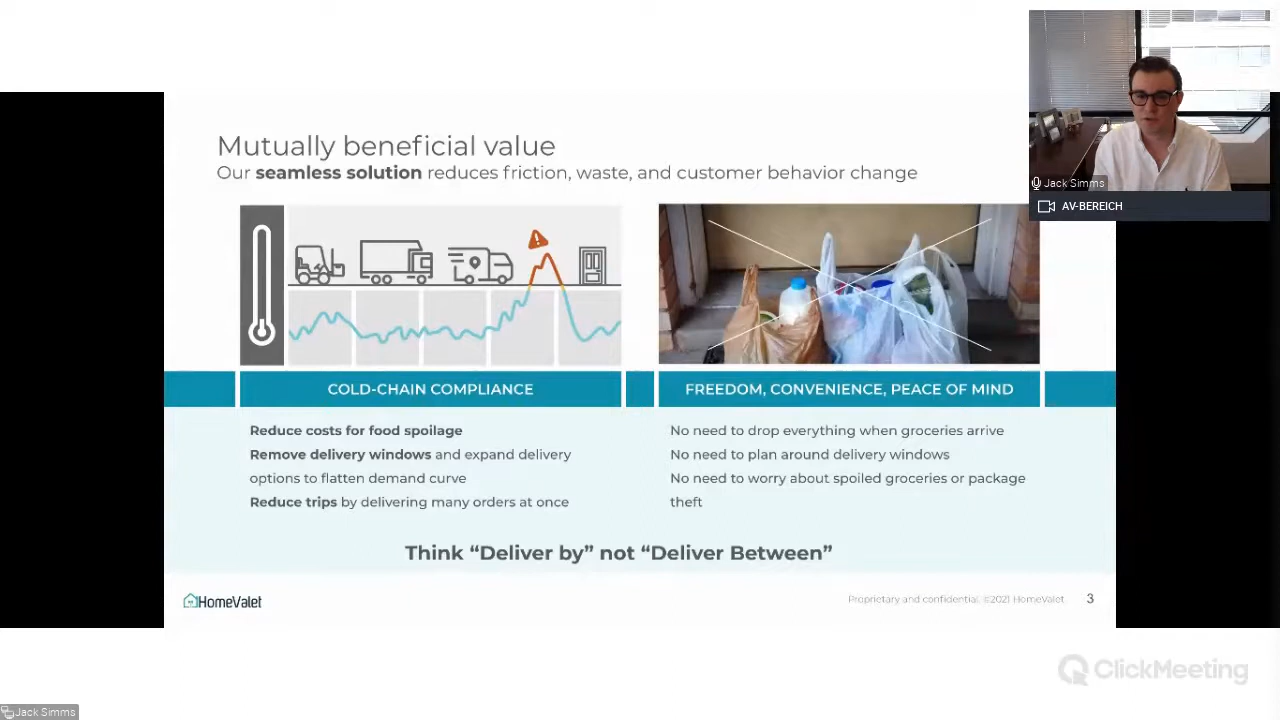 Mutually beneficial value
Our seamless solution reduces friction, waste, and customer behavior change
COLD-CHAIN COMPLIANCE
Reduce costs for food spoilage
Remove delivery windows and expand delivery
options to flatten demand curve
Reduce trips by delivering many orders at once
FREEDOM, CONVENIENCE, PEACE OF MIND
No need to drop everything when groceries arrive
No need to plan around delivery windows
No need to worry about spoiled groceries or package
theft
Think “Deliver by” not “Deliver Between”
HomeValet
Proprietary and confidential. ©2021 HomeValet
3
Jack Simms
AV-BEREICH
ClickMeeting
Jack Simms